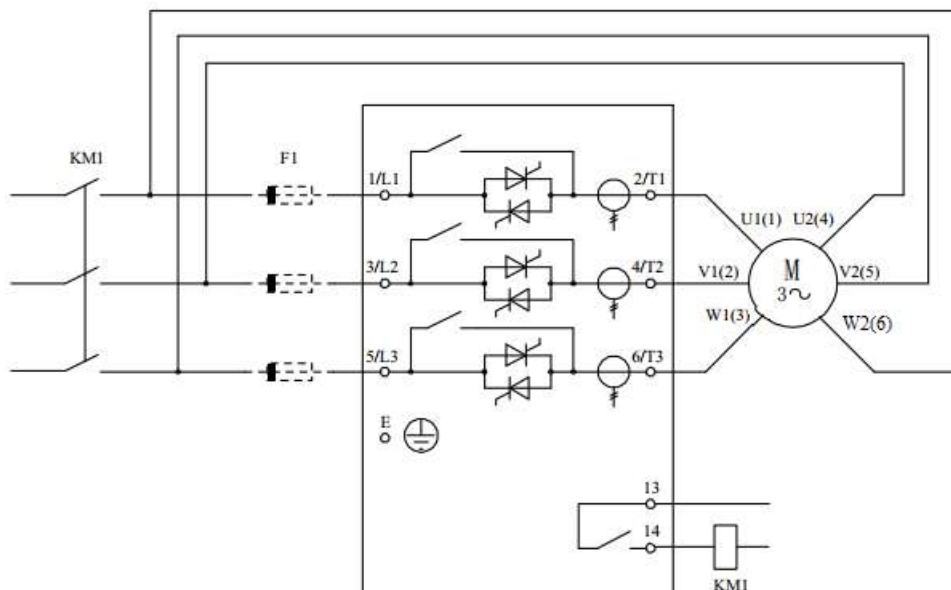 KM1
F1
1/L1
2/T1
U1(1)
U2(4)
3/L2
4/T2
V1(2)
M
3~
V2(5)
W1(3)
W2(6)
5/L3
6/T3
E
13
14
KM1